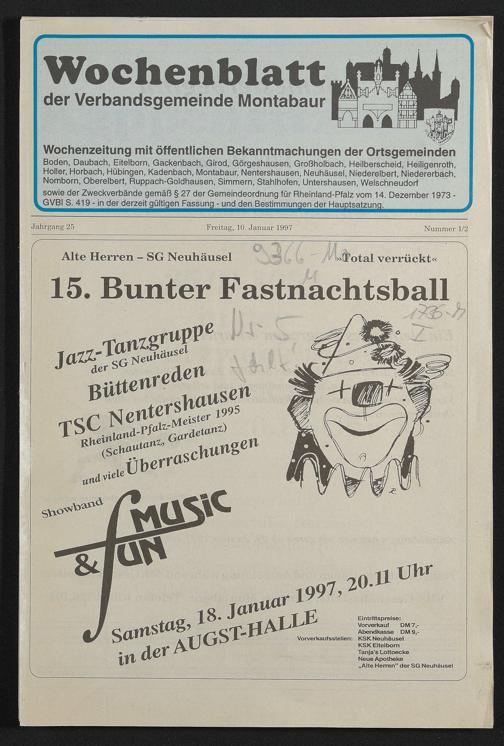 Wochenblatt
der Verbandsgemeinde Montabaur
Wochenzeitung mit öffentlichen Bekanntmachungen der Ortsgemeinden
Boden, Daubach, Eitelborn, Gackenbach, Girod, Görgeshausen, Großholbach, Heilberscheid, Heiligenroth,
Holler, Horbach, Hübingen, Kadenbach, Montabaur, Nentershausen, Neuhäusel, Niederelbert, Niedererbach,
Nomborn, Oberelbert, Ruppach-Goldhausen, Simmern, Stahlhofen, Untershausen, Welschneudorf
sowie der Zweckverbände gemäß § 27 der Gemeindeordnung für Rheinland-Pfalz vom 14. Dezember 1973 -
GVBl S. 419 - in der derzeit gültigen Fassung - und den Bestimmungen der Hauptsatzung.
Jahrgang 25 Freitag, 10. Januar 1997 Nummer 1/2
Alte Herren – SG Neuhäusel »Total verrückt«
15. Bunter Fastnachtsball
Jazz-Tanzgruppe
der SG Neuhäusel
Büttenreden
TSC Nentershausen
Rheinland-Pfalz-Meister 1995
(Schautanz, Gardetanz)
und viele Überraschungen
Showband
MUSIC
& FUN
Samstag, 18. Januar 1997, 20.11 Uhr
in der AUGST-HALLE
Eintrittspreise:
Vorverkauf DM 7,-
Abendkasse DM 9,-
Vorverkaufsstellen: KSK Neuhäusel
KSK Eitelborn
Tanja's Lottoecke
Neue Apotheke
„Alte Herren" der SG Neuhäusel